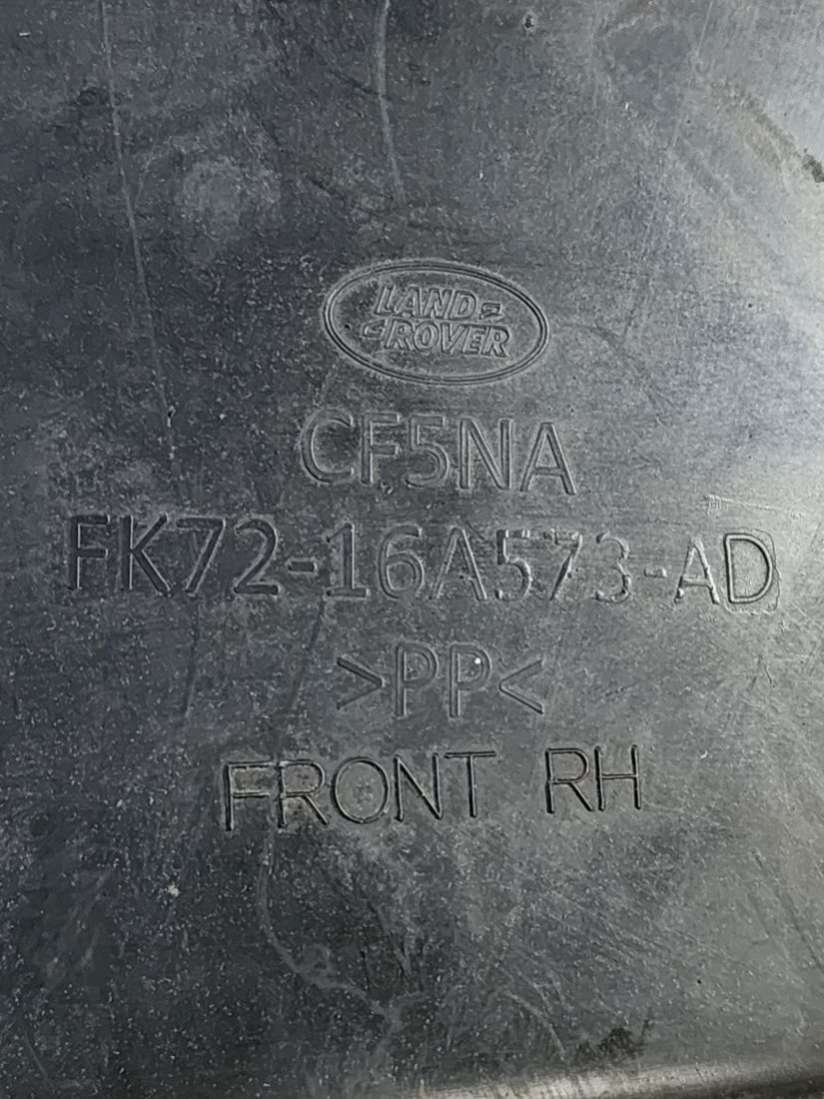 LAND
ROVER
CF5NA
FK72-16A573-AD
>PP<
FRONT RH